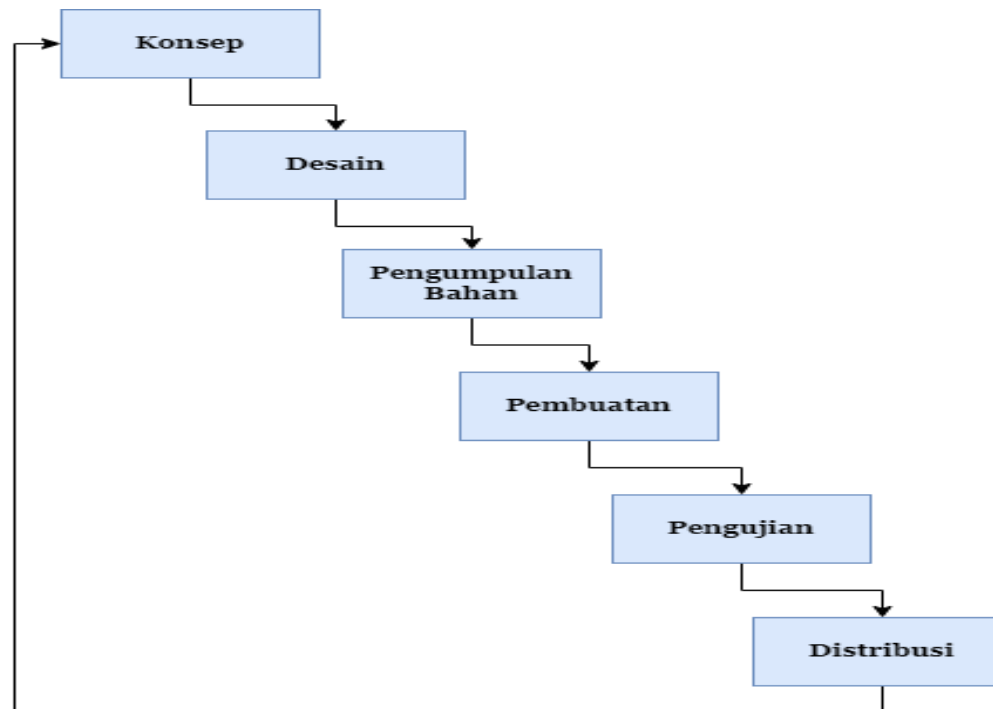 Konsep
Desain
Pengumpulan
Bahan
Pembuatan
Pengujian
Distribusi